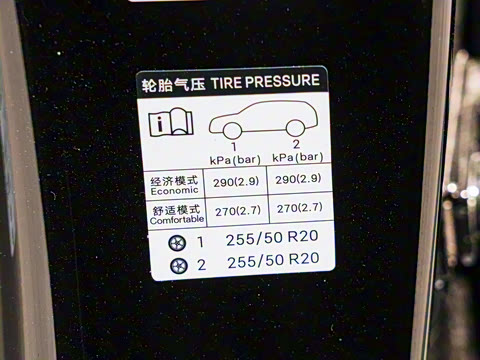 轮胎气压 TIRE PRESSURE
i
1 2
kPa(bar) kPa(bar)
经济模式 290(2.9) 290(2.9)
Economic
舒适模式 270(2.7) 270(2.7)
Comfortable
1 255/50 R20
2 255/50 R20